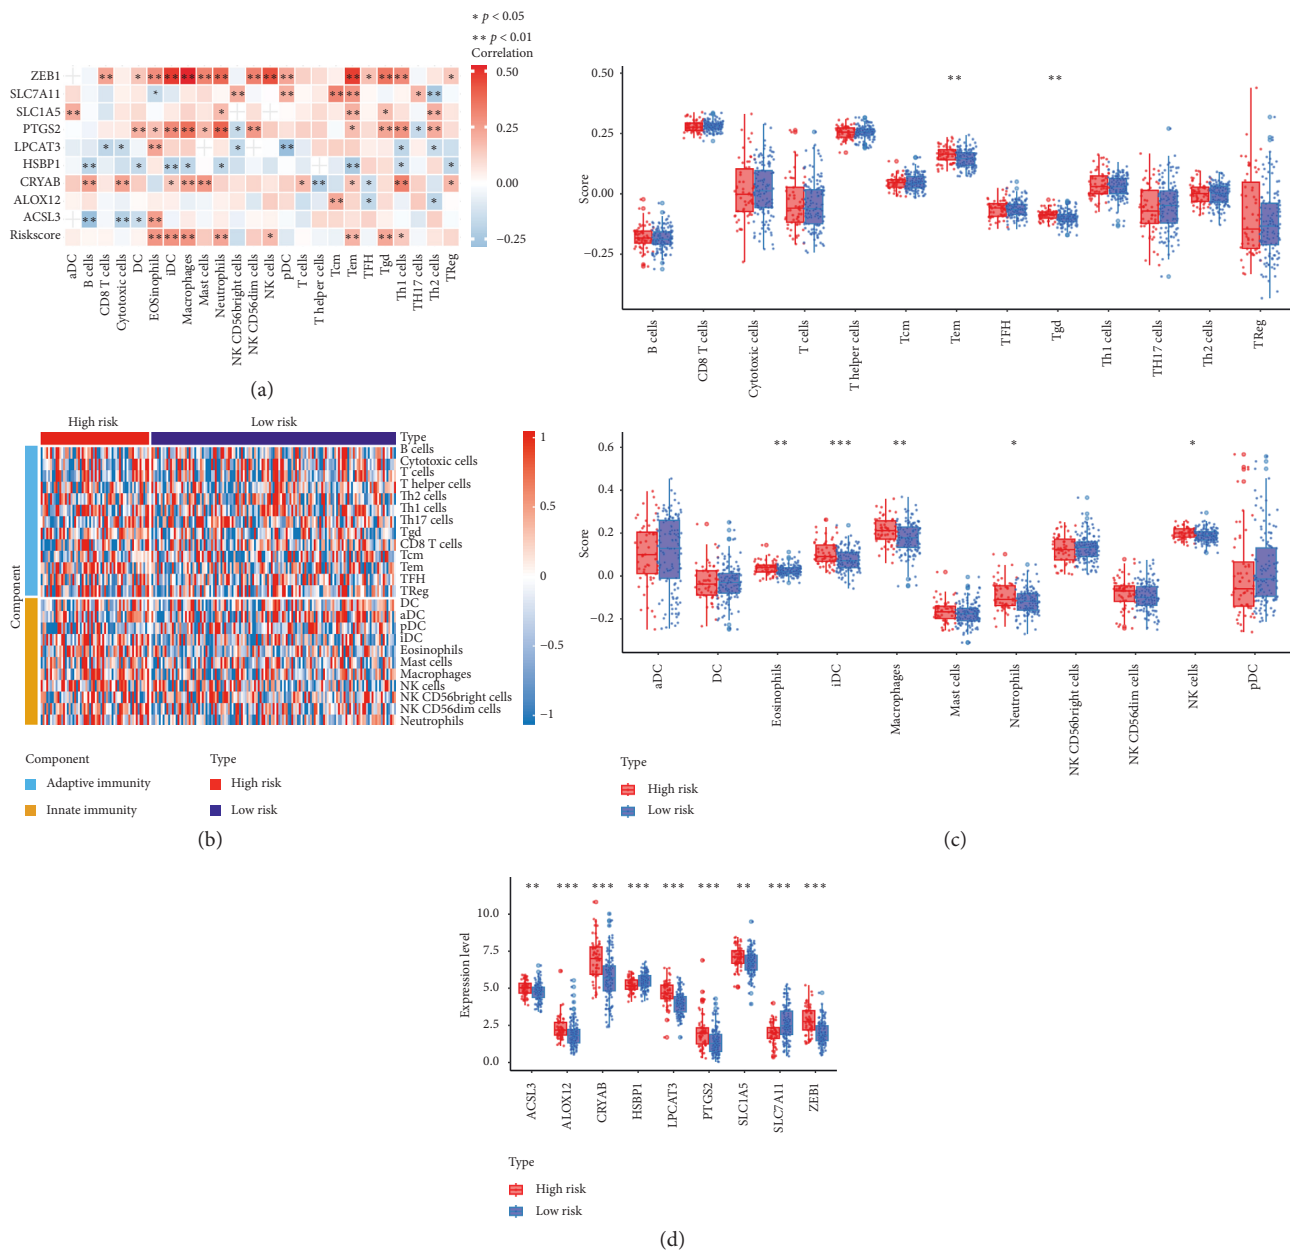 * p < 0.05
** p < 0.01
Correlation
ZEB1
SLC7A11
SLC1A5
PTGS2
LPCAT3
HSBP1
CRYAB
ALOX12
ACSL3
Riskscore
0.50
0.25
0.00
−0.25
aDC
B cells
CD8 T cells
Cytotoxic cells
DC
EOSinophils
iDC
Macrophages
Mast cells
Neutrophils
NK CD56bright cells
NK CD56dim cells
NK cells
pDC
T cells
T helper cells
Tcm
Tem
TFH
Tgd
Th1 cells
TH17 cells
Th2 cells
TReg
(a)
High risk
Low risk
Type
B cells
Cytotoxic cells
T cells
T helper cells
Th2 cells
Th1 cells
Th17 cells
Tgd
CD8 T cells
Tcm
Tem
TFH
TReg
DC
aDC
pDC
iDC
Eosinophils
Mast cells
Macrophages
NK cells
NK CD56bright cells
NK CD56dim cells
Neutrophils
Component
1
0.5
0
−0.5
−1
Component
Adaptive immunity
Innate immunity
Type
High risk
Low risk
(b)
Score
0.50
0.25
0.00
−0.25
** **
B cells
CD8 T cells
Cytotoxic cells
T cells
T helper cells
Tcm
Tem
TFH
Tgd
Th1 cells
TH17 cells
Th2 cells
TReg
Score
0.6
0.4
0.2
0.0
−0.2
** *** ** * *
aDC
DC
Eosinophils
iDC
Macrophages
Mast cells
Neutrophils
NK CD56bright cells
NK CD56dim cells
NK cells
pDC
Type
High risk
Low risk
(c)
Expression level
10.0
7.5
5.0
2.5
0.0
** *** *** *** *** *** ** *** ***
ACSL3
ALOX12
CRYAB
HSBP1
LPCAT3
PTGS2
SLC1A5
SLC7A11
ZEB1
Type
High risk
Low risk
(d)